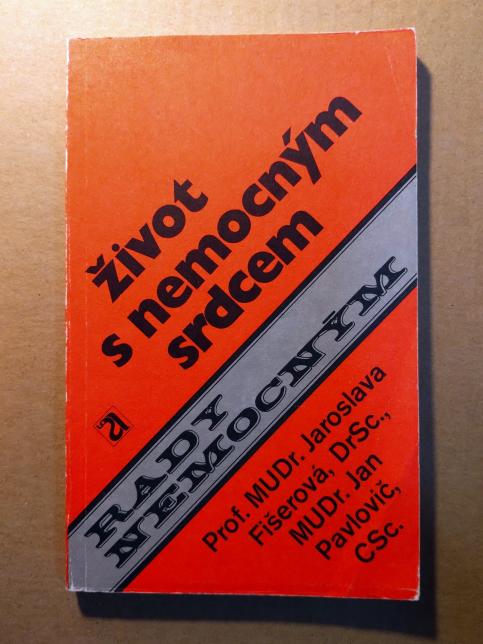 život
s nemocným
srdcem
RADY
NEMOCNÝM
Prof. MUDr. Jaroslava
Fišerová, DrSc.,
MUDr. Jan
Pavlovič,
CSc.